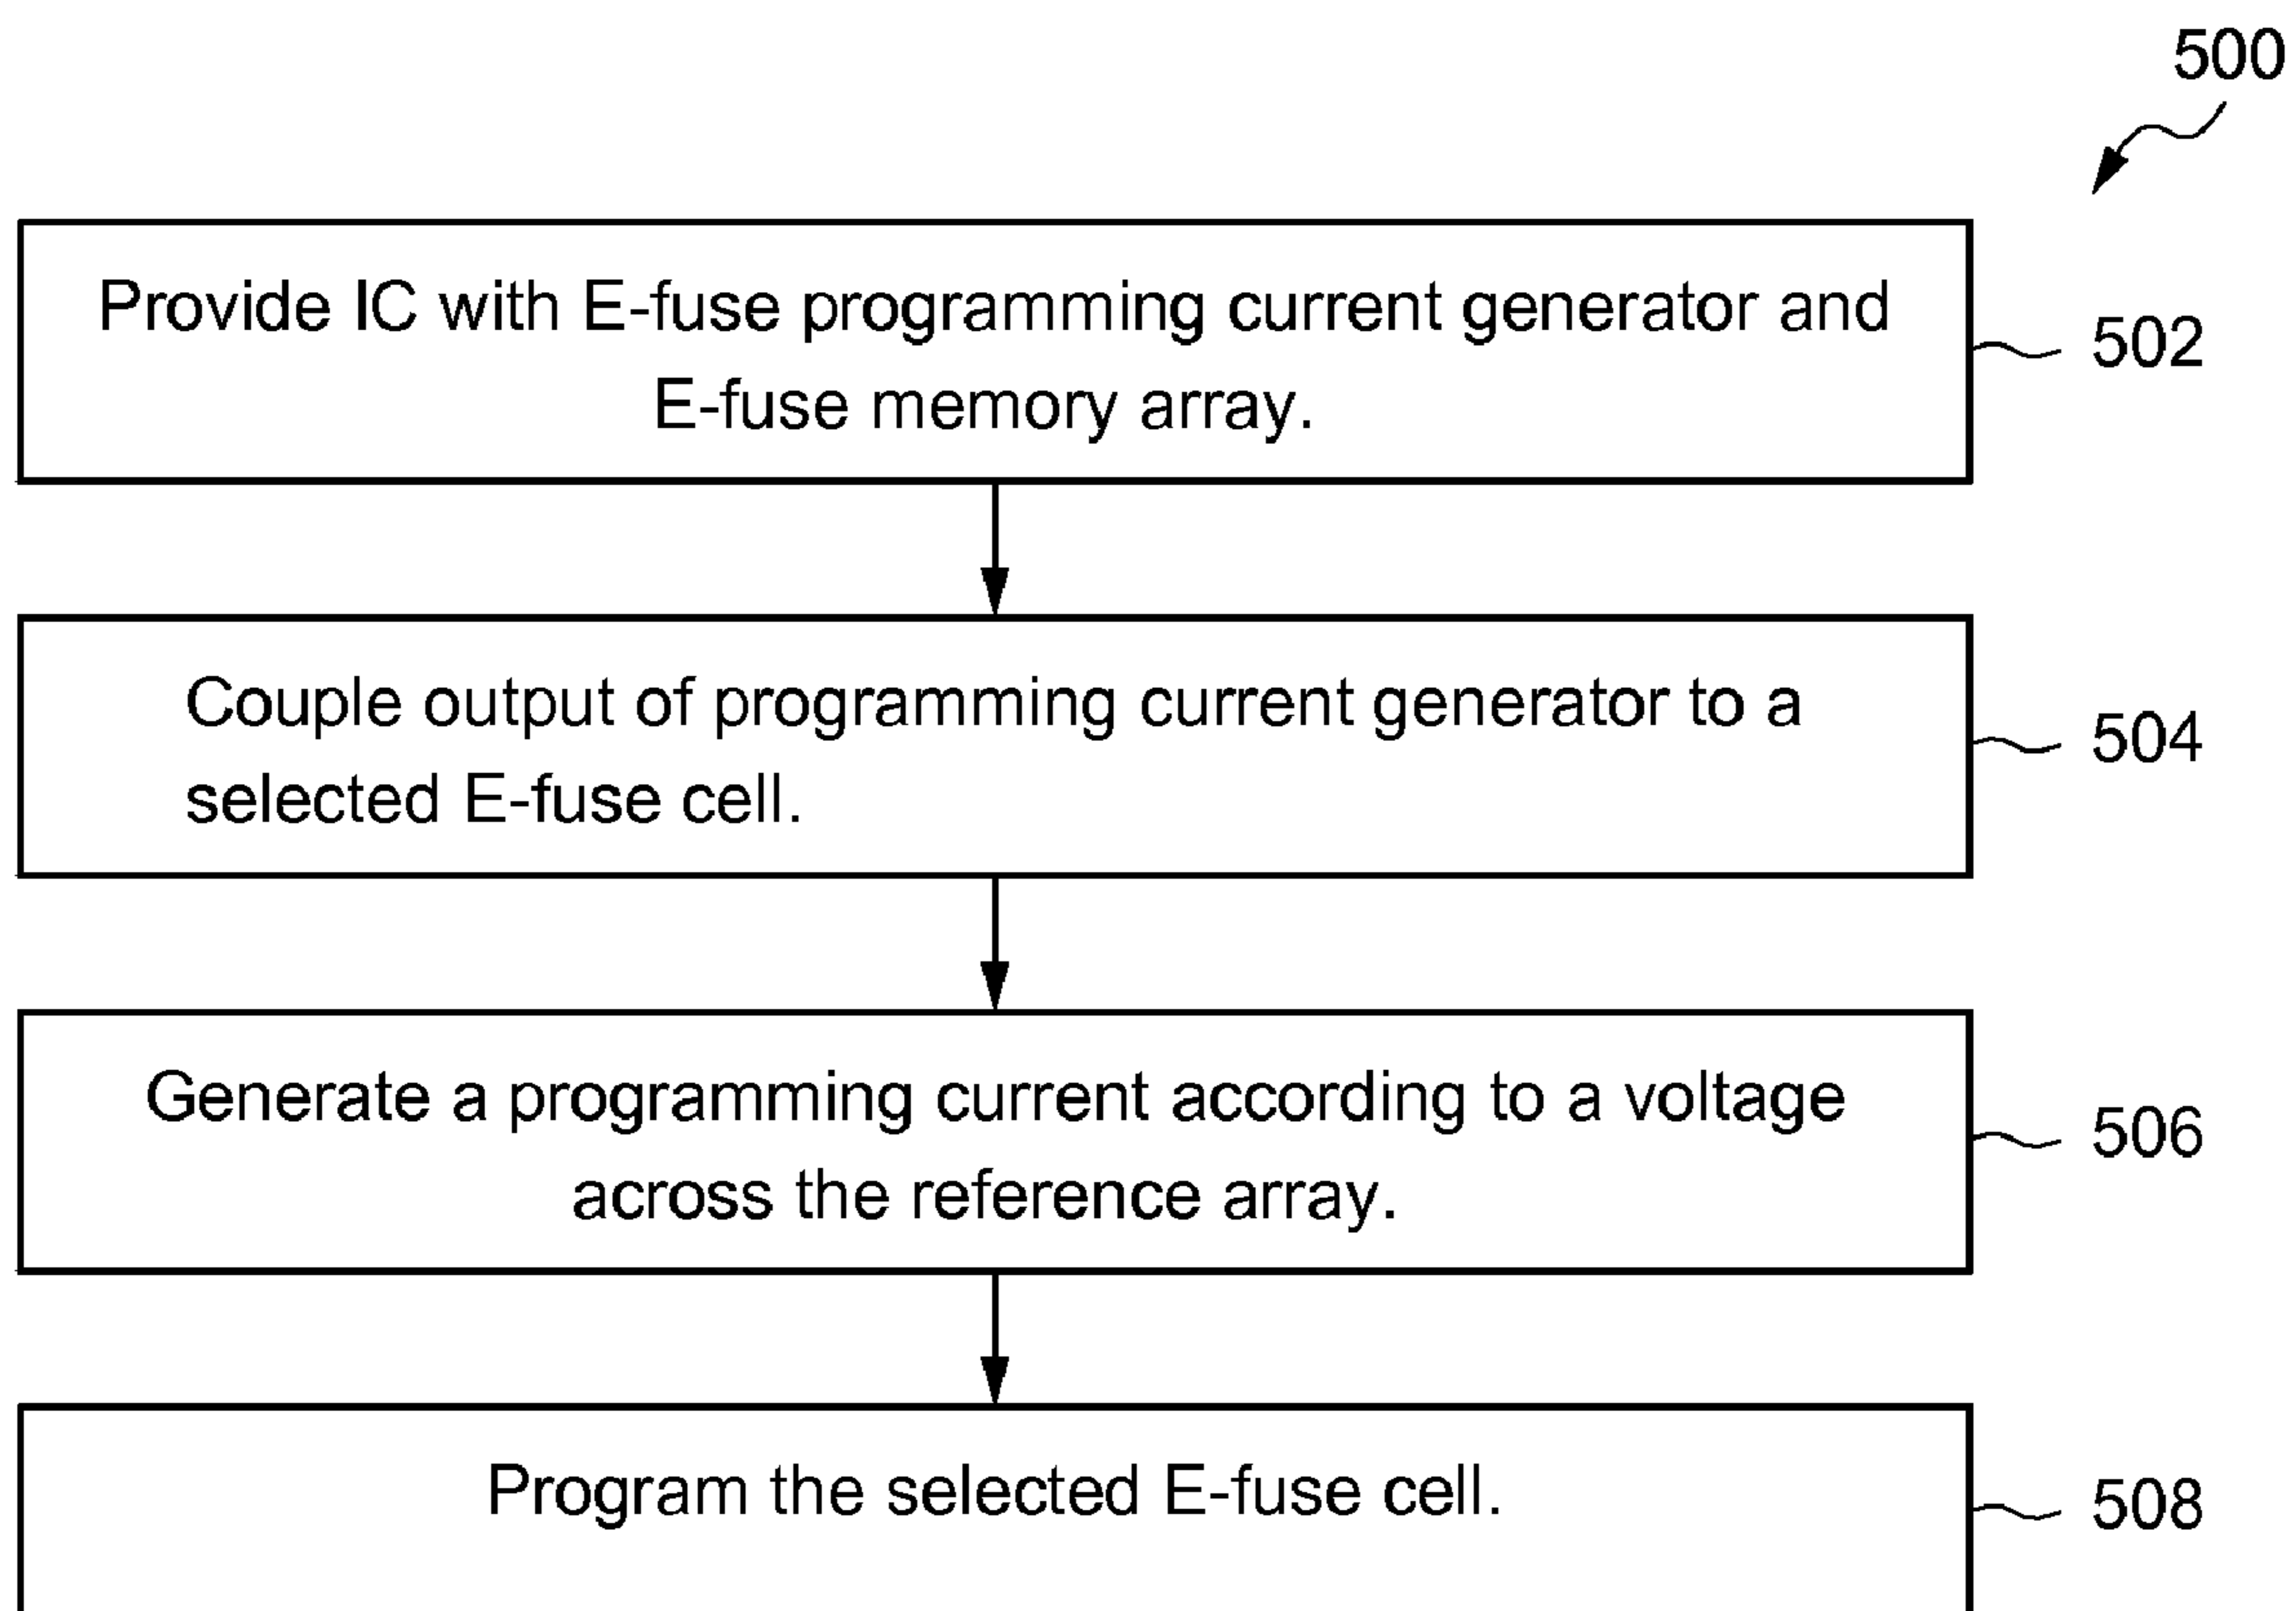 500
Provide IC with E-fuse programming current generator and
E-fuse memory array.
502
Couple output of programming current generator to a
selected E-fuse cell.
504
Generate a programming current according to a voltage
across the reference array.
506
Program the selected E-fuse cell.
508